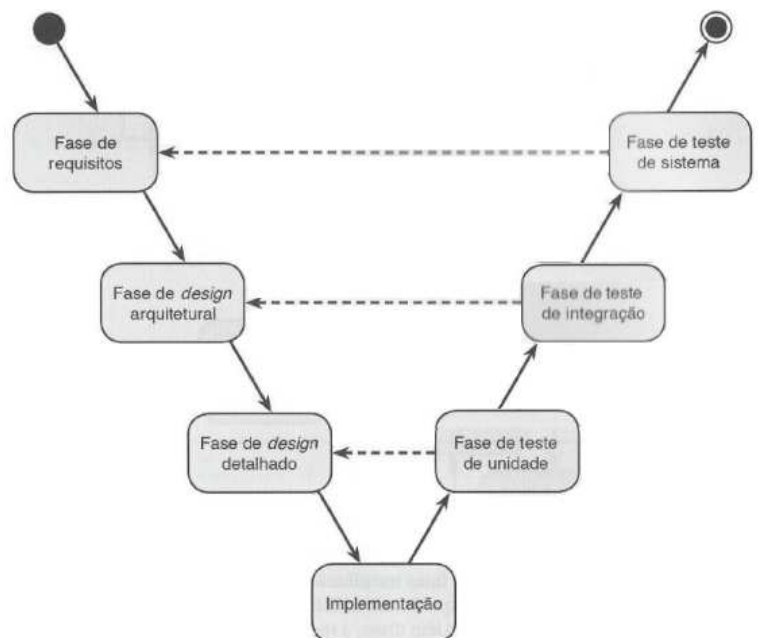 Fase de
requisitos
Fase de teste
de sistema
Fase de design
arquitetural
Fase de teste
de integração
Fase de design
detalhado
Fase de teste
de unidade
Implementação